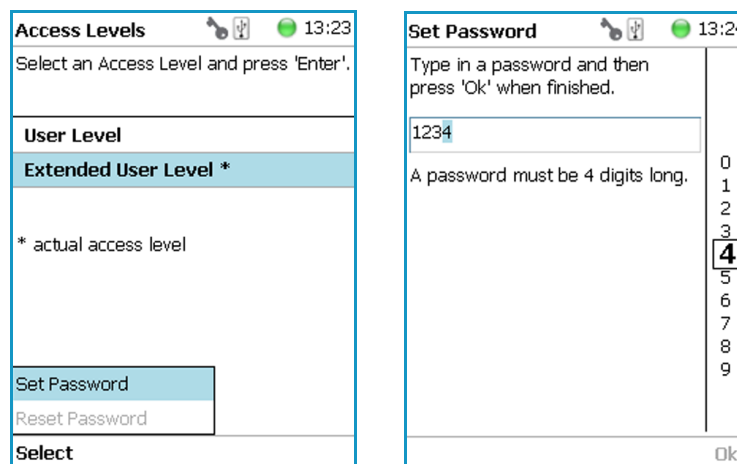 Access Levels 13:23
Select an Access Level and press 'Enter'.
User Level
Extended User Level *
* actual access level
Set Password
Reset Password
Select
Set Password 13:24
Type in a password and then
press 'Ok' when finished.
1234
A password must be 4 digits long.
0
1
2
3
4
5
6
7
8
9
Ok